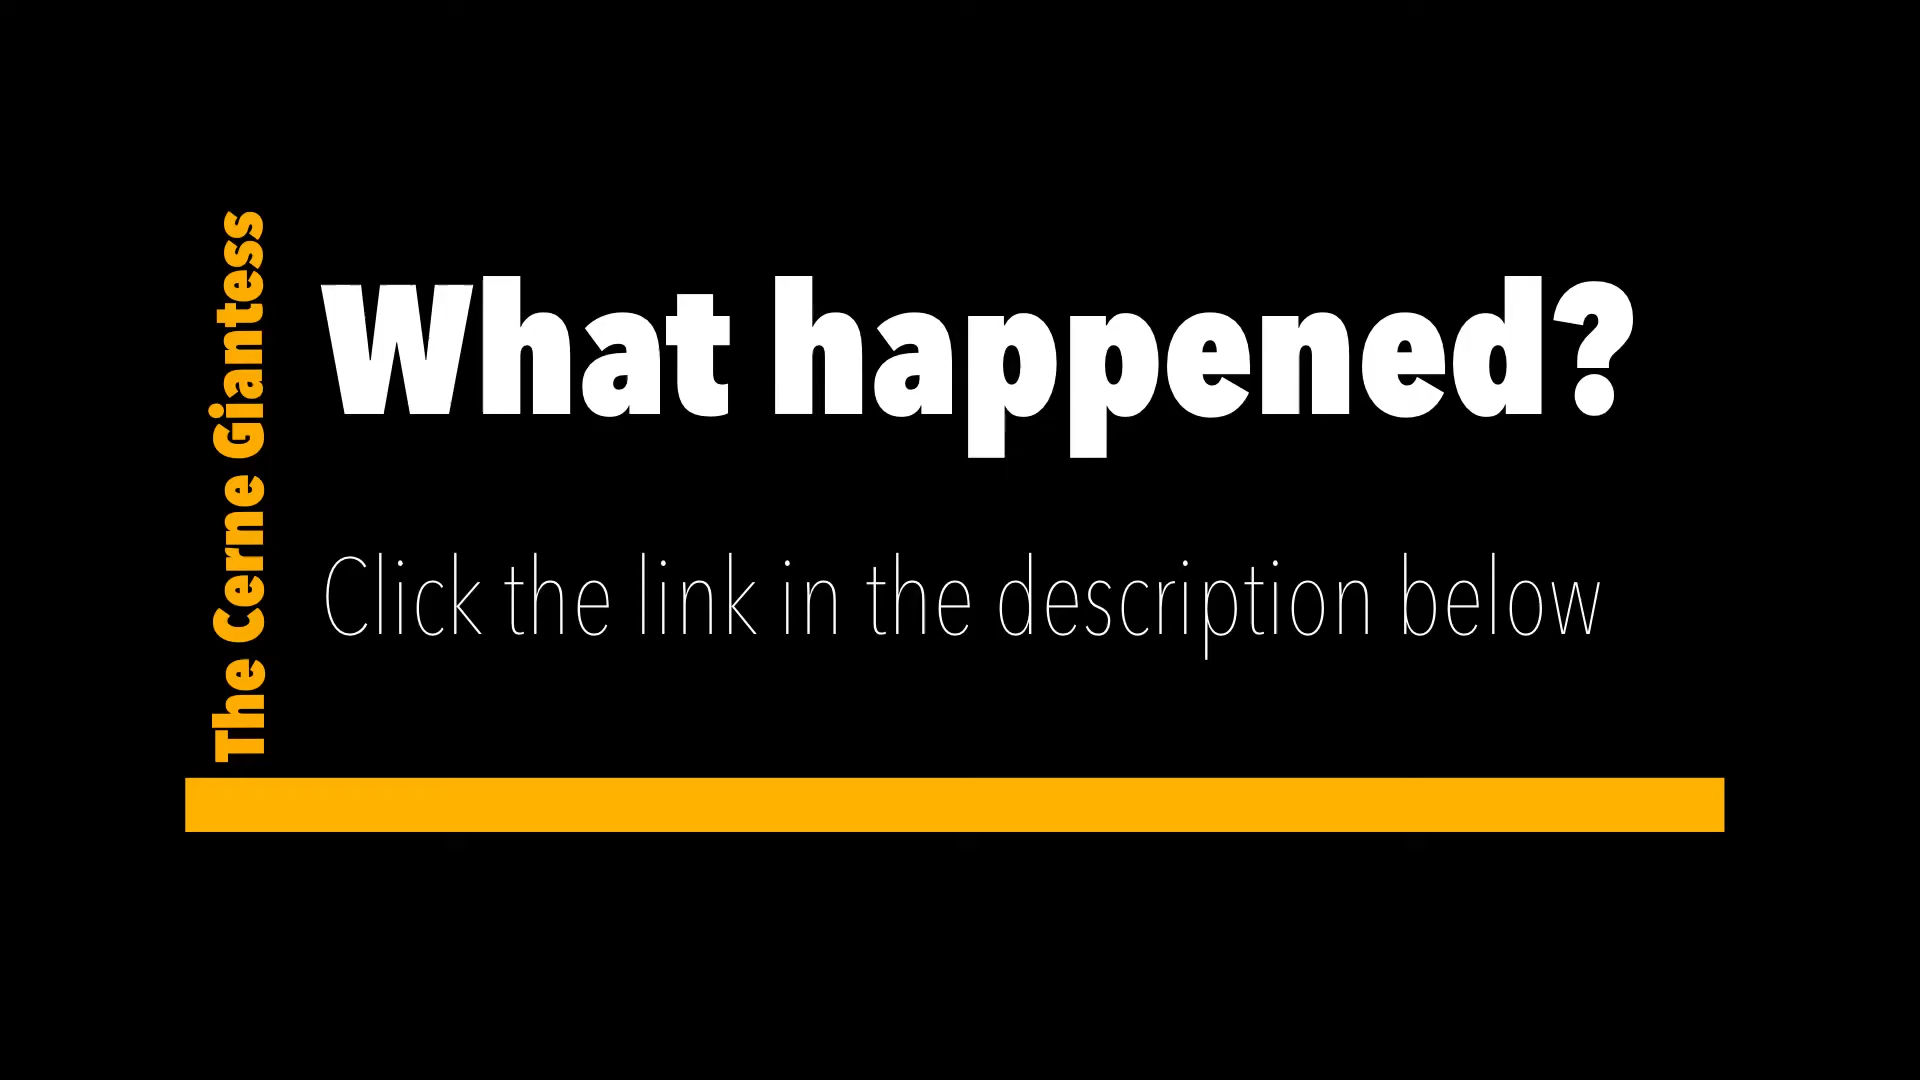 The Cerne Giantess
What happened?
Click the link in the description below